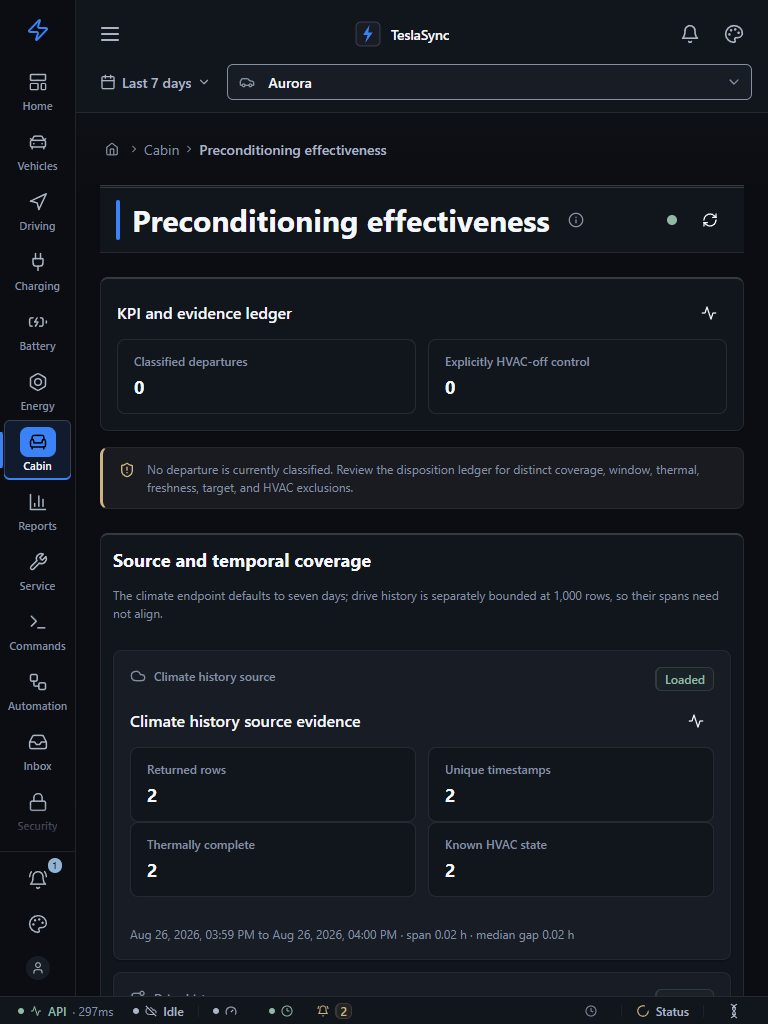 TeslaSync
Last 7 days
Aurora
Home
Vehicles
Driving
Charging
Battery
Energy
Cabin
Reports
Service
Commands
Automation
Inbox
Security
1
Cabin
Preconditioning effectiveness
Preconditioning effectiveness
KPI and evidence ledger
Classified departures
0
Explicitly HVAC-off control
0
No departure is currently classified. Review the disposition ledger for distinct coverage, window, thermal,
freshness, target, and HVAC exclusions.
Source and temporal coverage
The climate endpoint defaults to seven days; drive history is separately bounded at 1,000 rows, so their spans need
not align.
Climate history source
Loaded
Climate history source evidence
Returned rows
2
Unique timestamps
2
Thermally complete
2
Known HVAC state
2
Aug 26, 2026, 03:59 PM to Aug 26, 2026, 04:00 PM · span 0.02 h · median gap 0.02 h
API · 297ms
Idle
2
Status